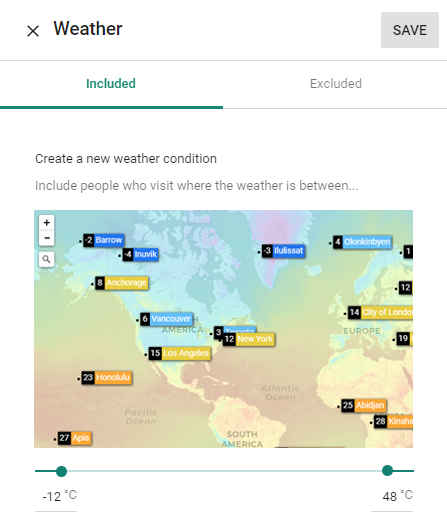 Weather
SAVE
Included
Excluded
Create a new weather condition
Include people who visit where the weather is between...
+
−
-2 Barrow
-4 Inuvik
-3 Ilulissat
4 Olonkinbyen
1
8 Anchorage
12
6 Vancouver
14 City of Londo
AMERICA
3 Toronto
EUROPE
12 New York
19
15 Los Angeles
23 Honolulu
Atlantic
Ocean
25 Abidjan
Pacific
Ocean
28 Kinsha
27 Apia
SOUTH
AMERICA
-12 °C
48 °C